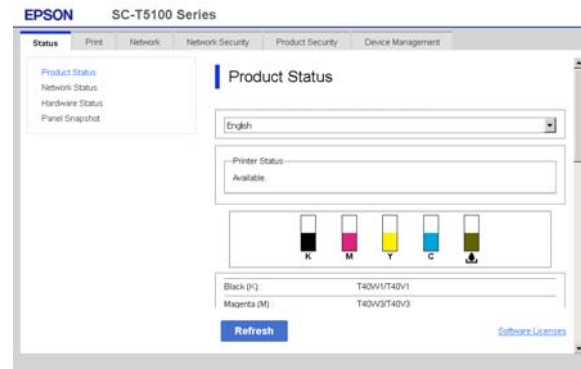 EPSON SC-T5100 Series
Status Print Network Network Security Product Security Device Management
Product Status
Network Status
Hardware Status
Panel Snapshot
Product Status
English
Printer Status
Available.
K M Y C
Black (K) : T40W1/T40V1
Magenta (M) : T40W3/T40V3
Refresh Software Licenses